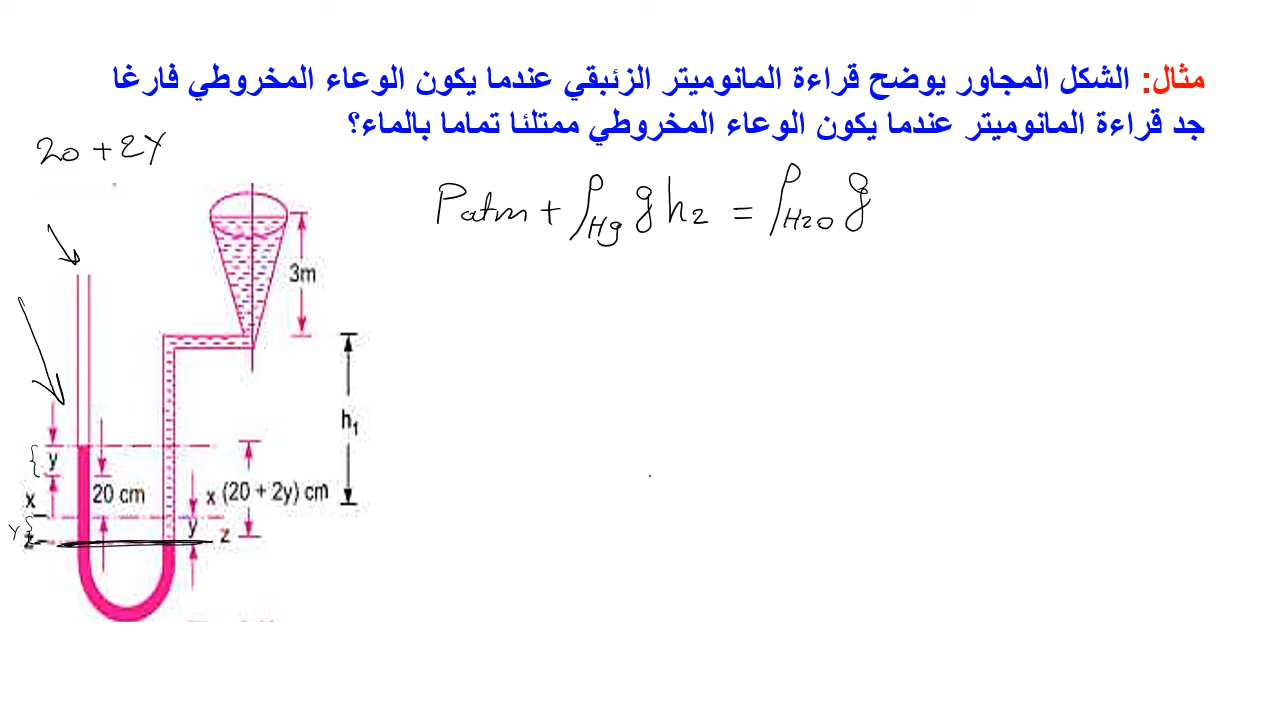 مثال: الشكل المجاور يوضح قراءة المانوميتر الزئبقي عندما يكون الوعاء المخروطي فارغا
جد قراءة المانوميتر عندما يكون الوعاء المخروطي ممتلئا تماما بالماء؟
20 + 2Y
Patm + ρHg g h2 = ρH2O g
3m
h₁
y
20 cm
x (20 + 2y) cm
x
y
z
Y
z